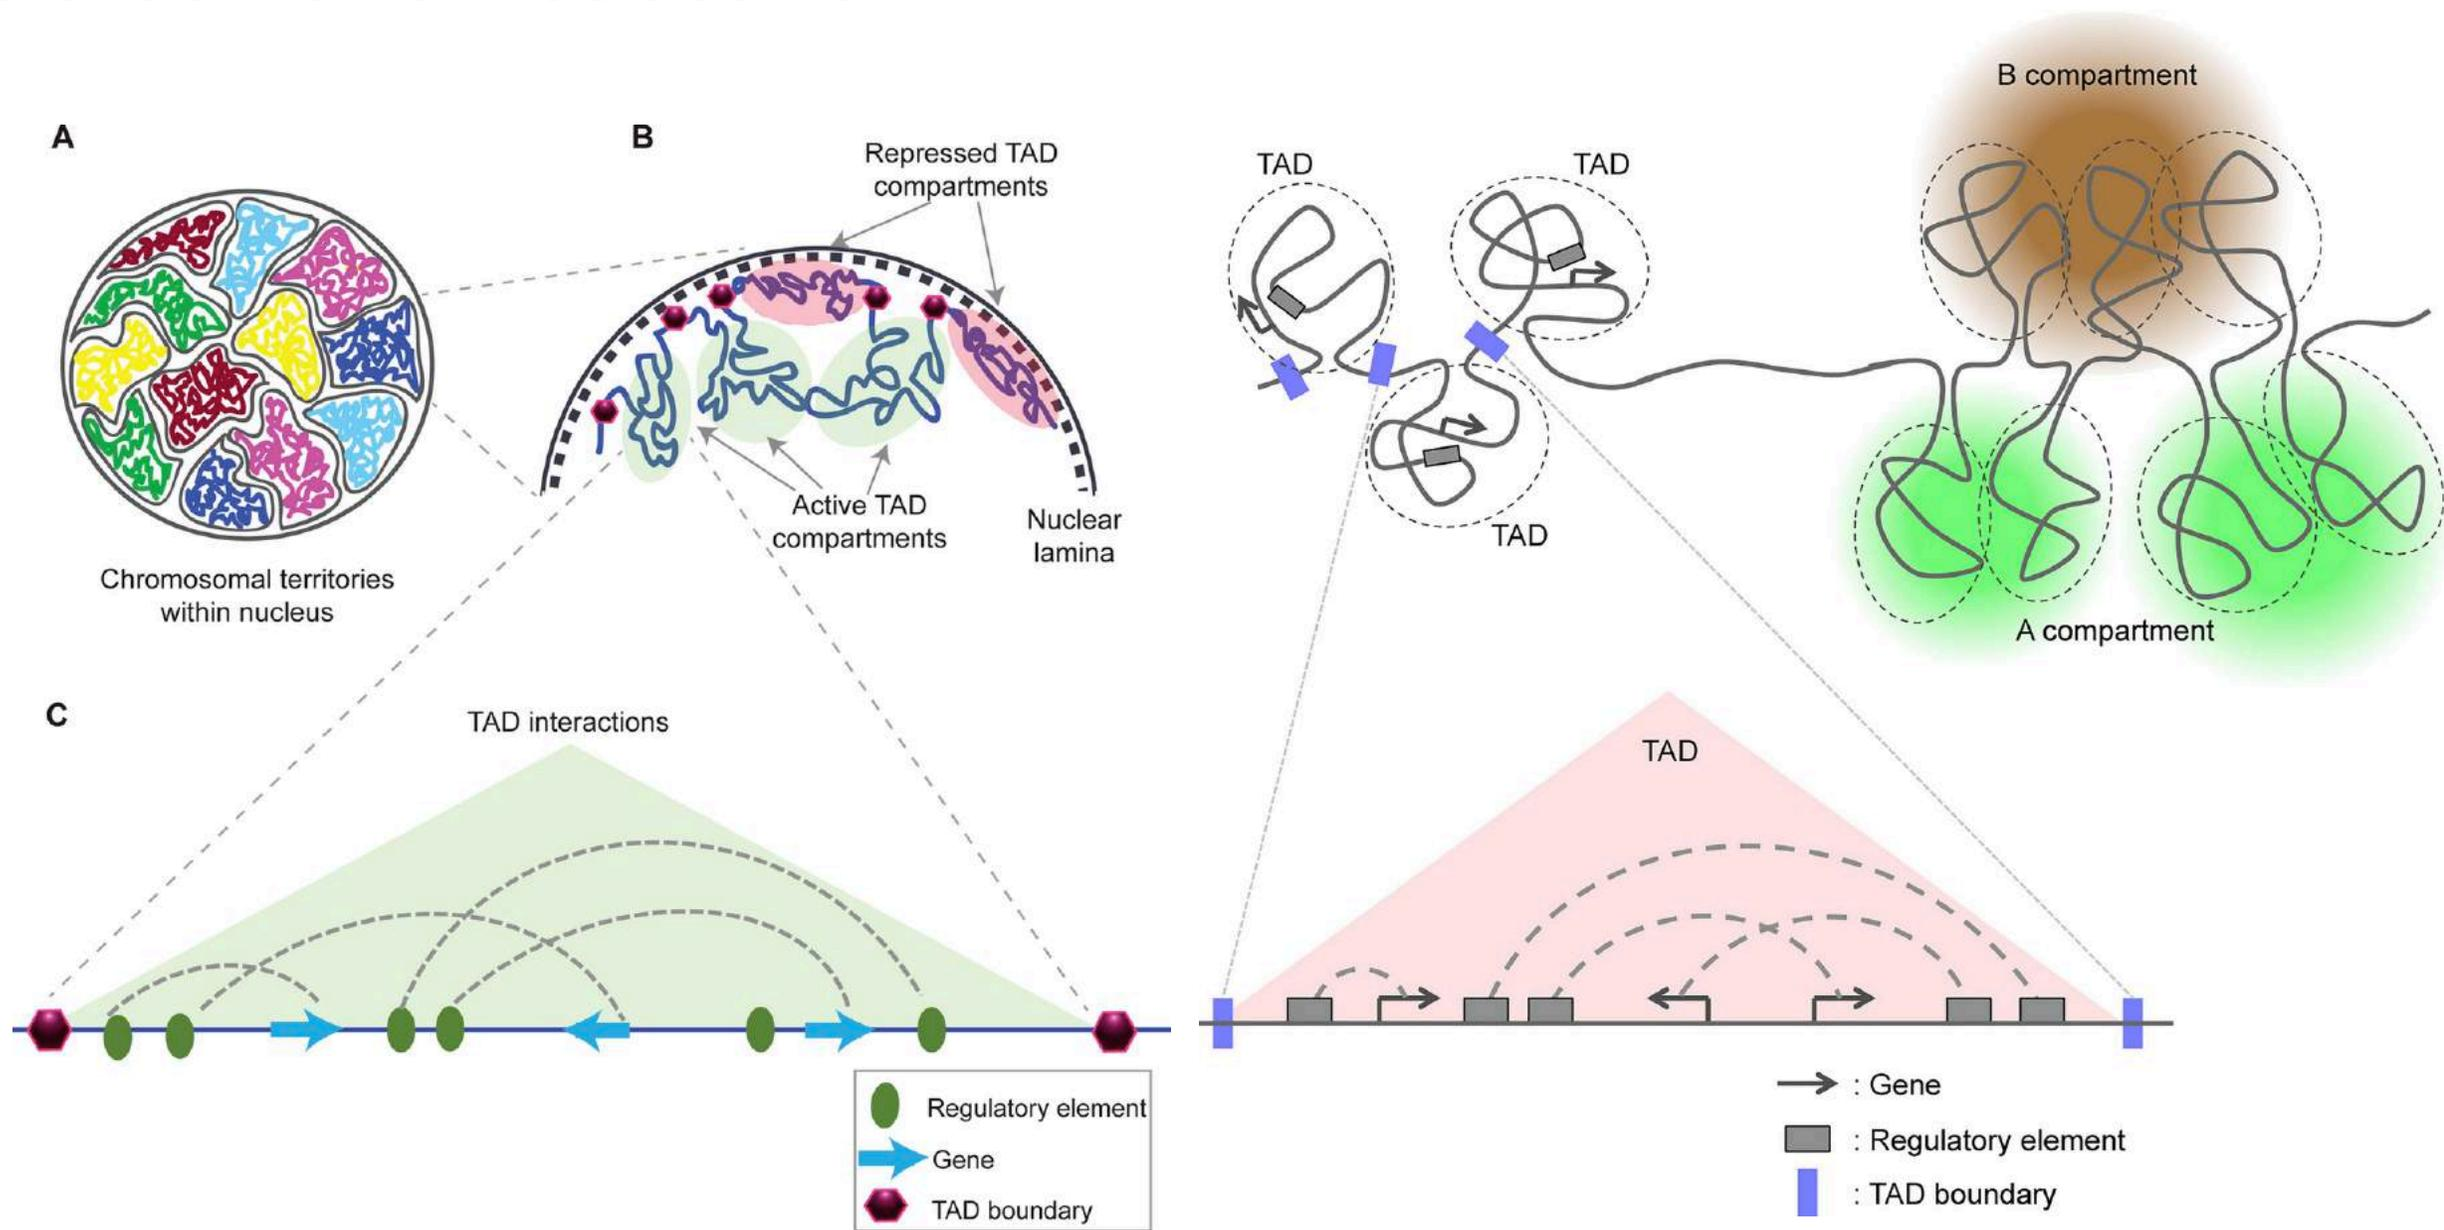 A
B
Repressed TAD
compartments
Active TAD
compartments
Nuclear
lamina
Chromosomal territories
within nucleus
C
TAD interactions
Regulatory element
Gene
TAD boundary
B compartment
TAD
TAD
TAD
A compartment
TAD
: Gene
: Regulatory element
: TAD boundary